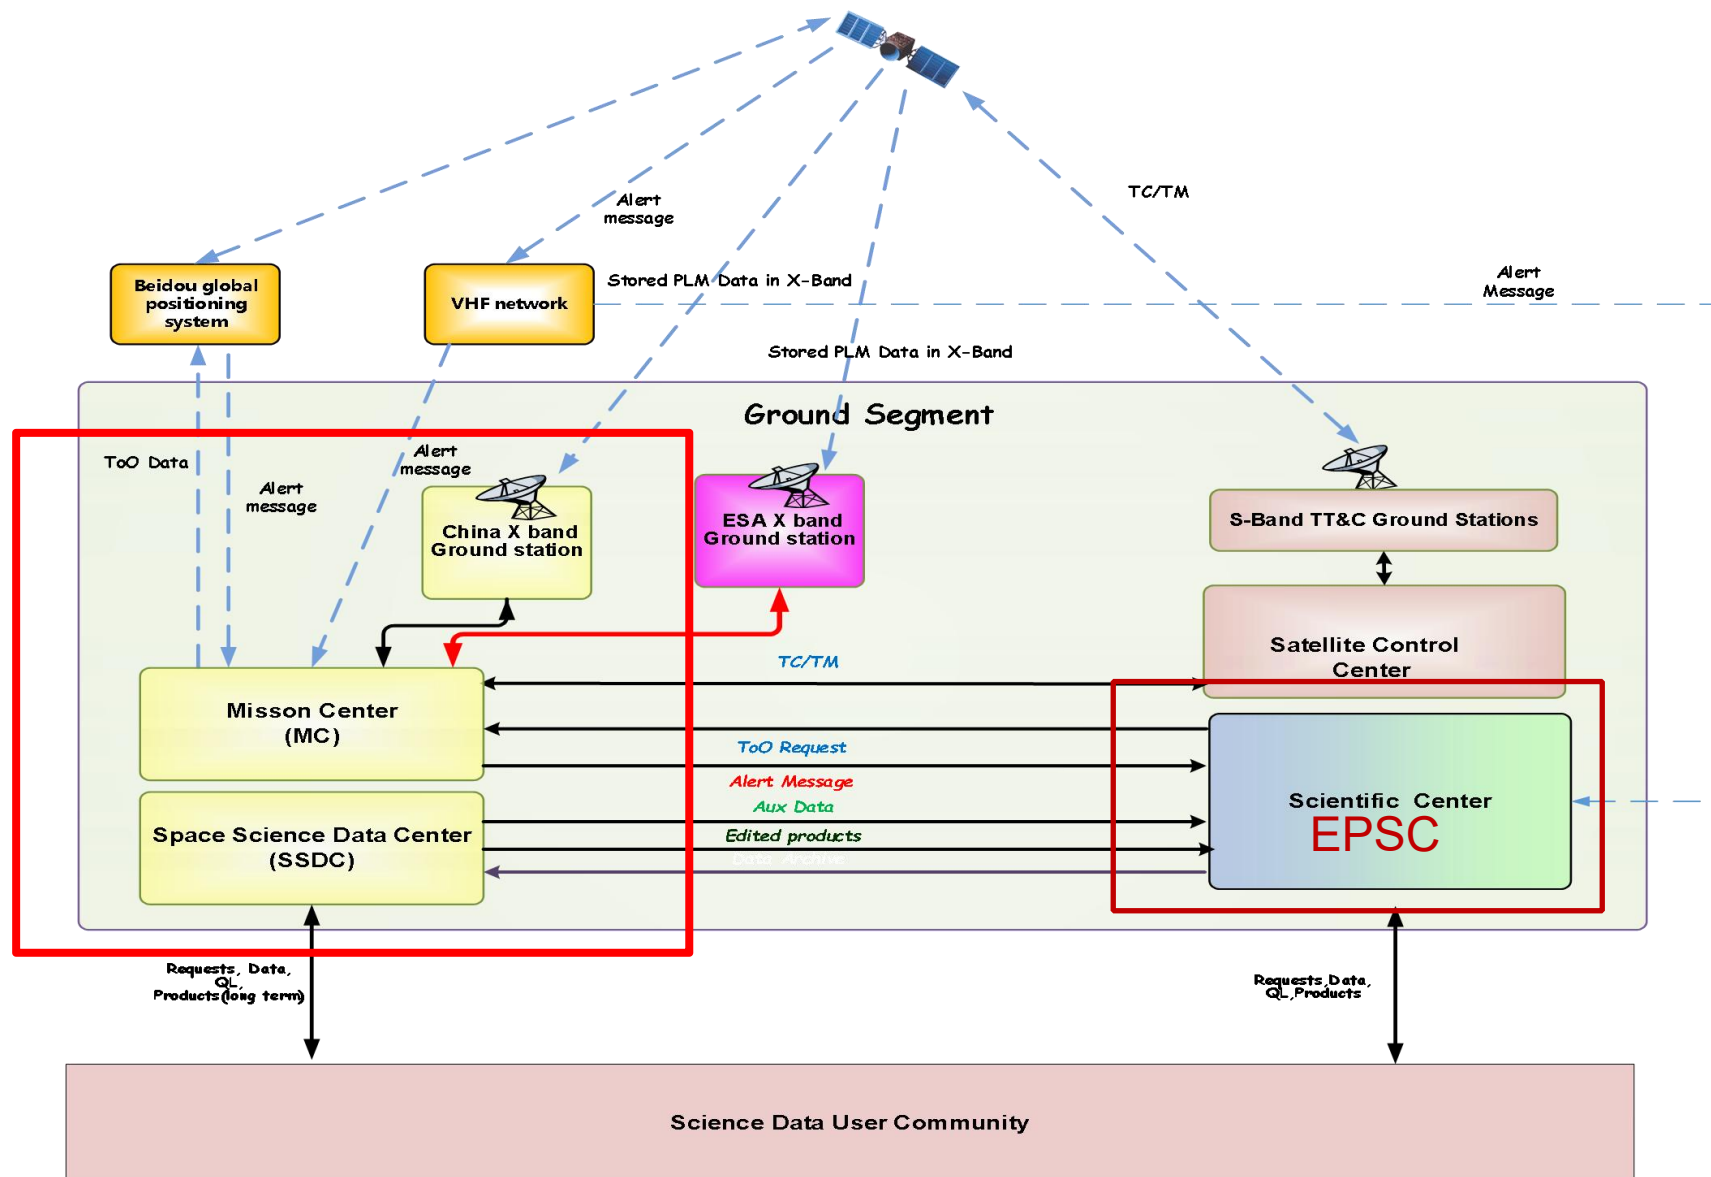 Alert
message
TC/TM
Beidou global
positioning
system
VHF network
Stored PLM Data in X-Band
Alert
Message
Stored PLM Data in X-Band
Ground Segment
ToO Data
Alert
message
Alert
message
China X band
Ground station
ESA X band
Ground station
S-Band TT&C Ground Stations
Satellite Control
Center
TC/TM
Misson Center
(MC)
ToO Request
Alert Message
Aux Data
Edited products
Data Archive
Scientific Center
EPSC
Space Science Data Center
(SSDC)
Requests, Data,
QL,
Products(long term)
Requests,Data,
QL,Products
Science Data User Community